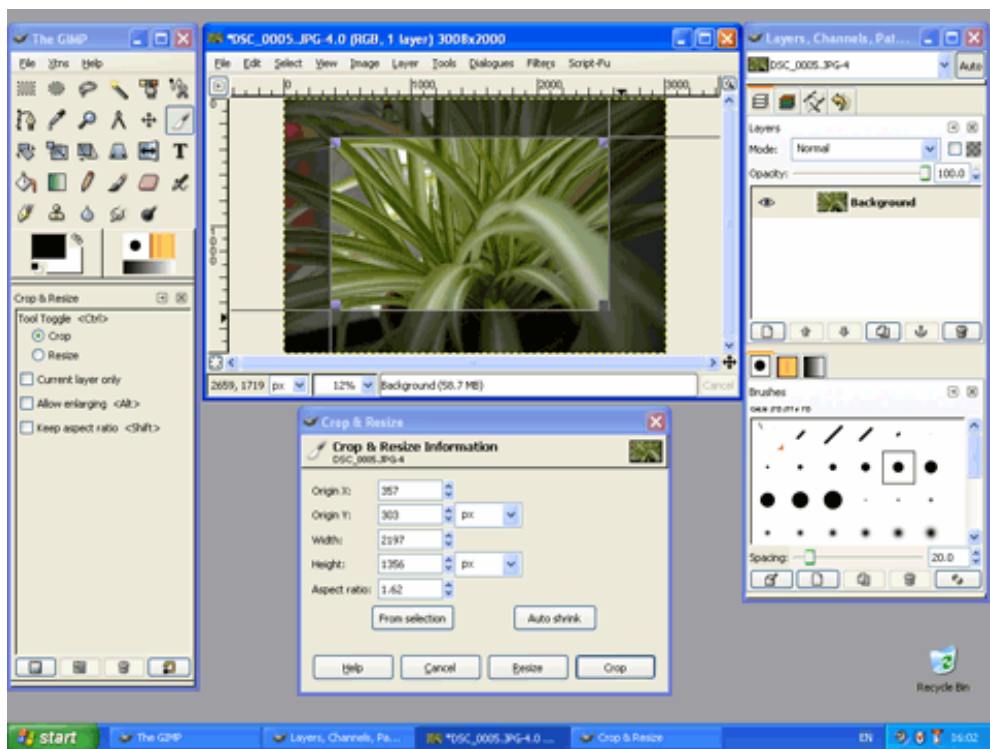 The GIMP
File Xtns Help
Crop & Resize
Tool Toggle <Ctrl>
Crop
Resize
Current layer only
Allow enlarging <Alt>
Keep aspect ratio <Shift>
*DSC_0005.JPG-4.0 (RGB, 1 layer) 3008x2000
File Edit Select View Image Layer Tools Dialogues Filters Script-Fu
0 1000 2000 3000
0
1000
2659, 1719 px 12% Background (58.7 MB) Cancel
Crop & Resize
Crop & Resize Information
DSC_0005.JPG-4
Origin X: 357
Origin Y: 303 px
Width: 2197
Height: 1356 px
Aspect ratio: 1.62
From selection Auto shrink
Help Cancel Resize Crop
Layers, Channels, Pat...
DSC_0005.JPG-4 Auto
Layers
Mode: Normal
Opacity: 100.0
Background
Brushes
Spacing: 20.0
Recycle Bin
start The GIMP Layers, Channels, Pa... *DSC_0005.JPG-4.0 ... Crop & Resize EN 16:02